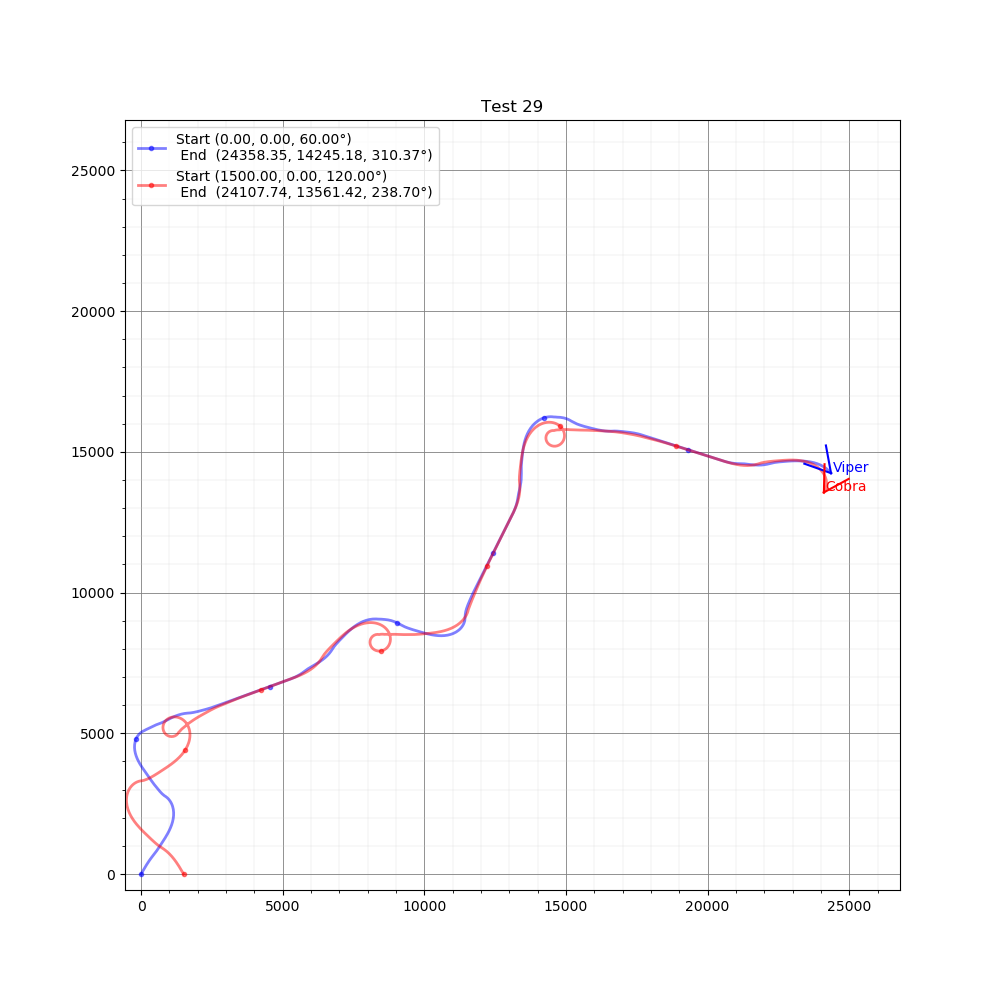 Test 29
Start (0.00, 0.00, 60.00°)
End  (24358.35, 14245.18, 310.37°)
Start (1500.00, 0.00, 120.00°)
End  (24107.74, 13561.42, 238.70°)
25000
20000
15000
10000
5000
0
Viper
Cobra
0 5000 10000 15000 20000 25000